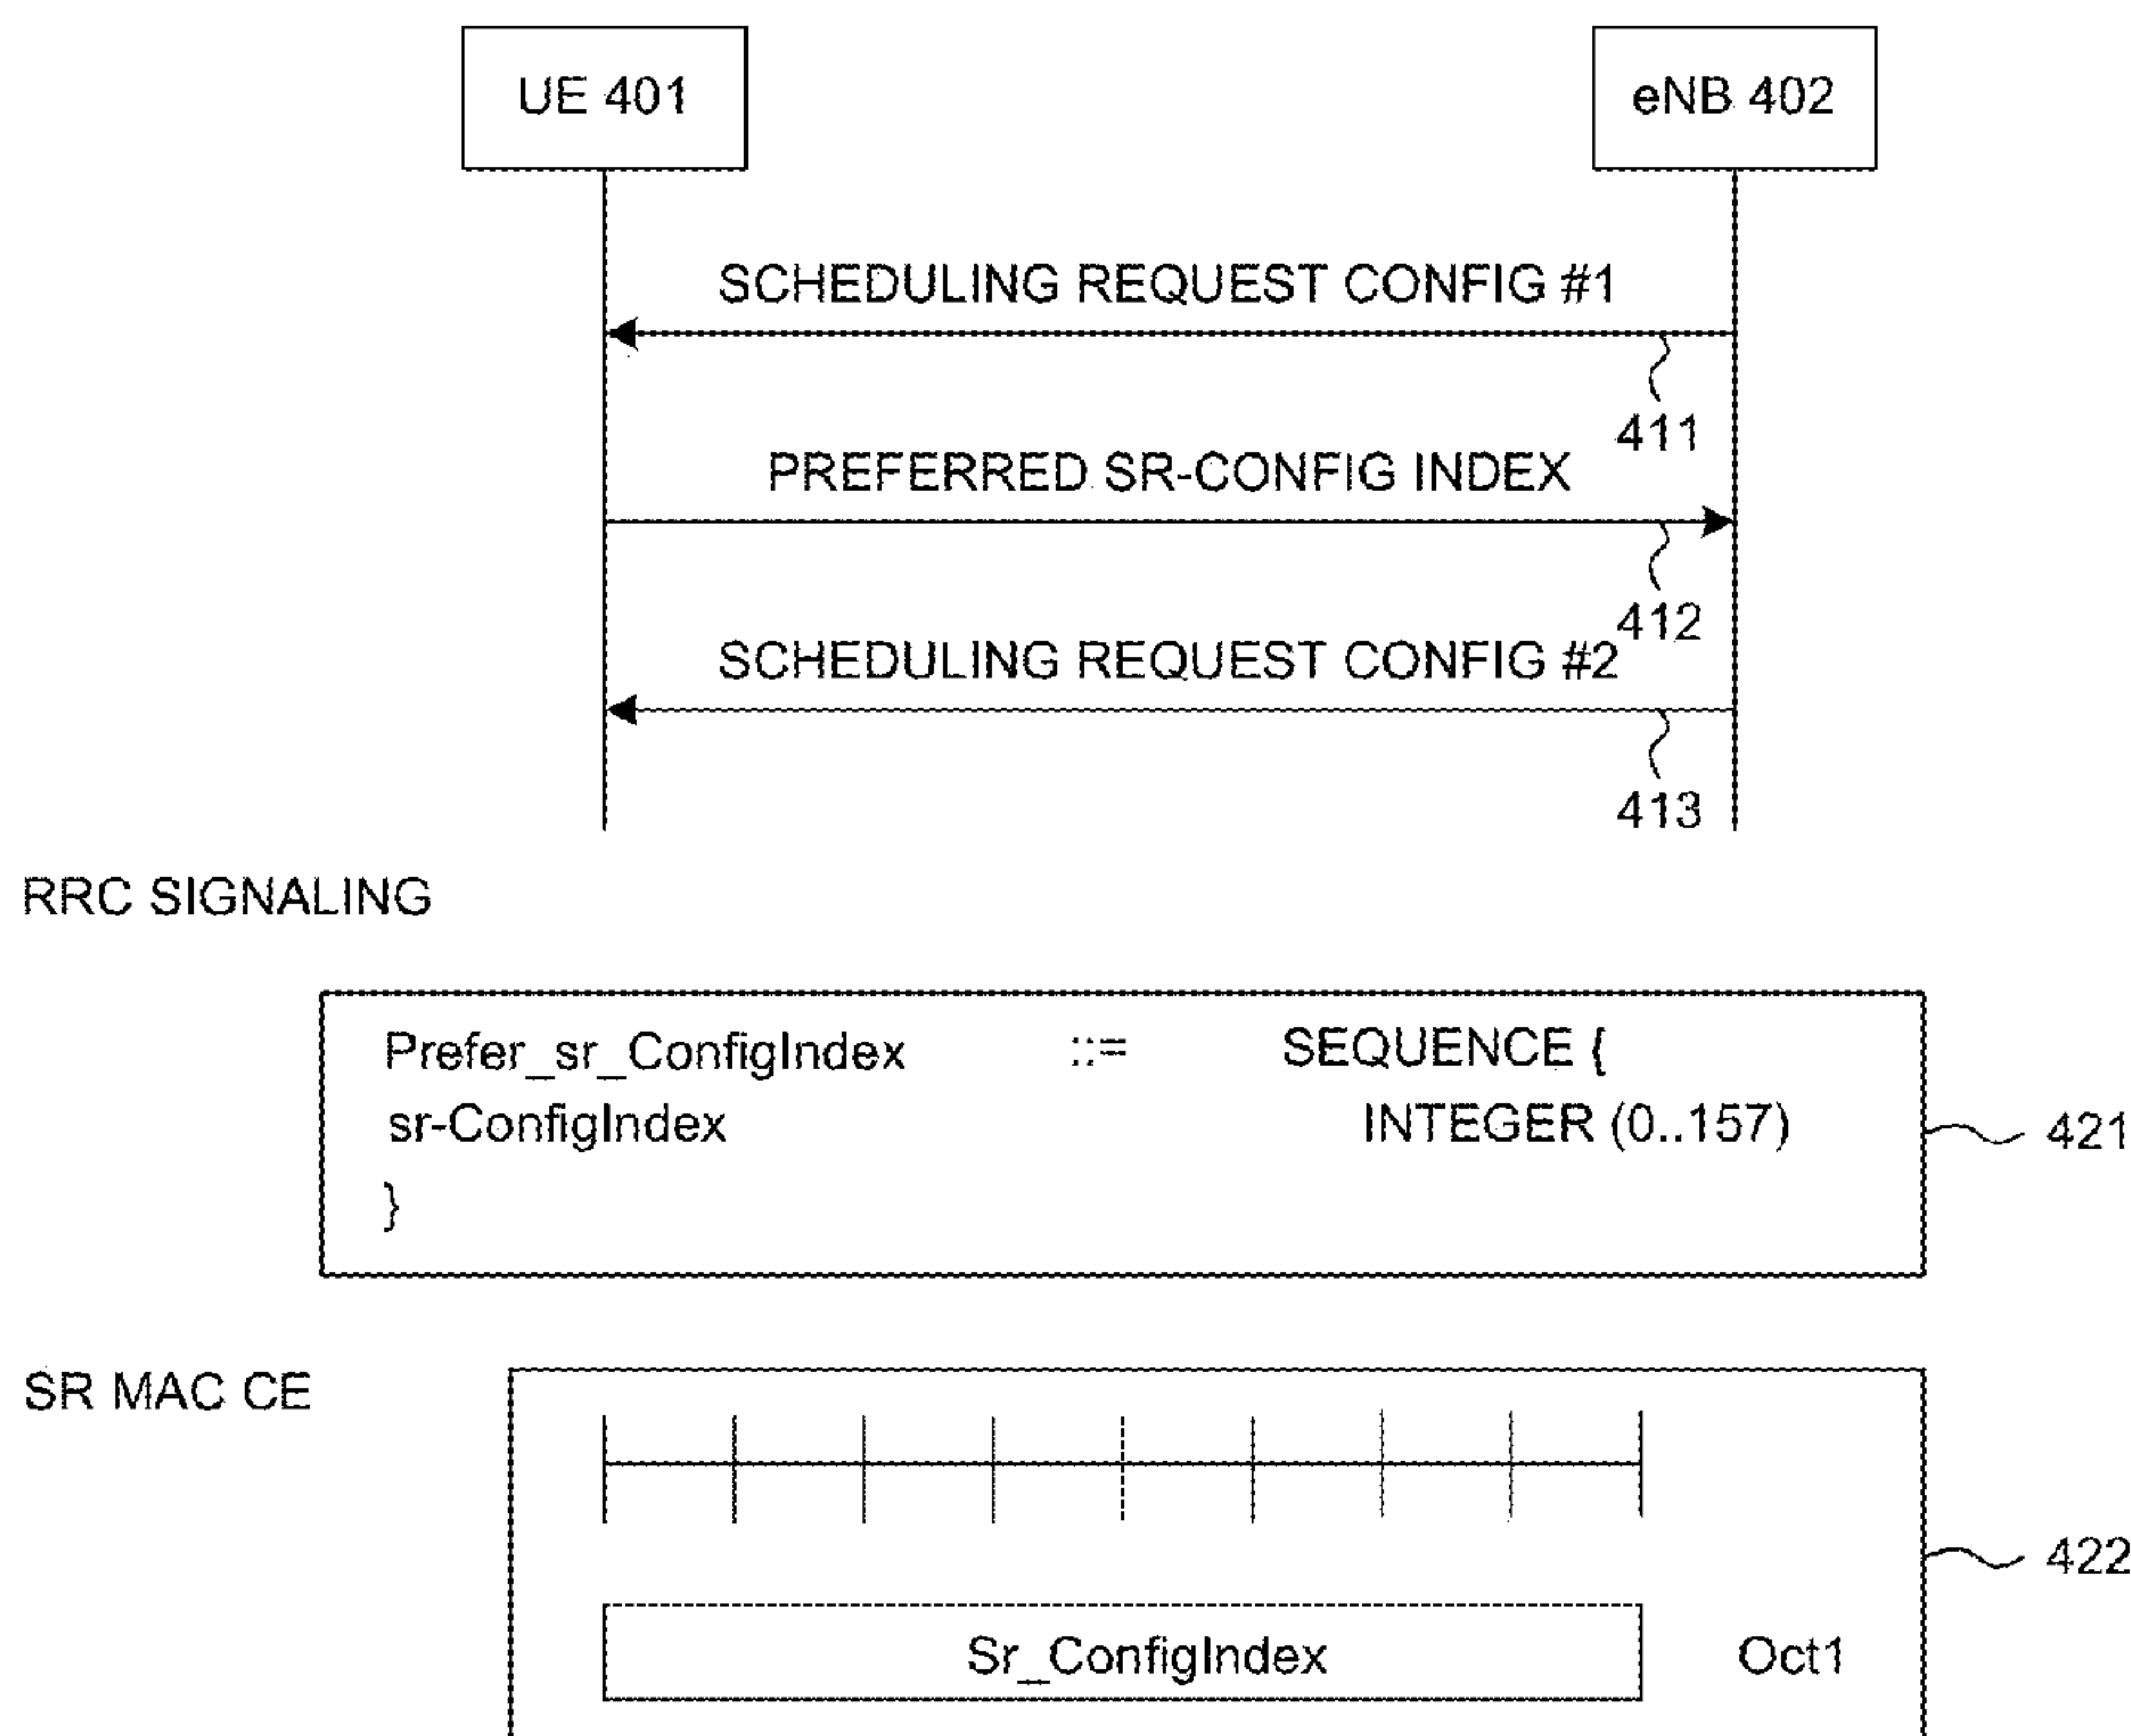 UE 401
eNB 402
SCHEDULING REQUEST CONFIG #1
411
PREFERRED SR-CONFIG INDEX
412
SCHEDULING REQUEST CONFIG #2
413
RRC SIGNALING
Prefer_sr_ConfigIndex ::= SEQUENCE {
sr-ConfigIndex INTEGER (0..157)
}
421
SR MAC CE
422
Sr_ConfigIndex Oct1